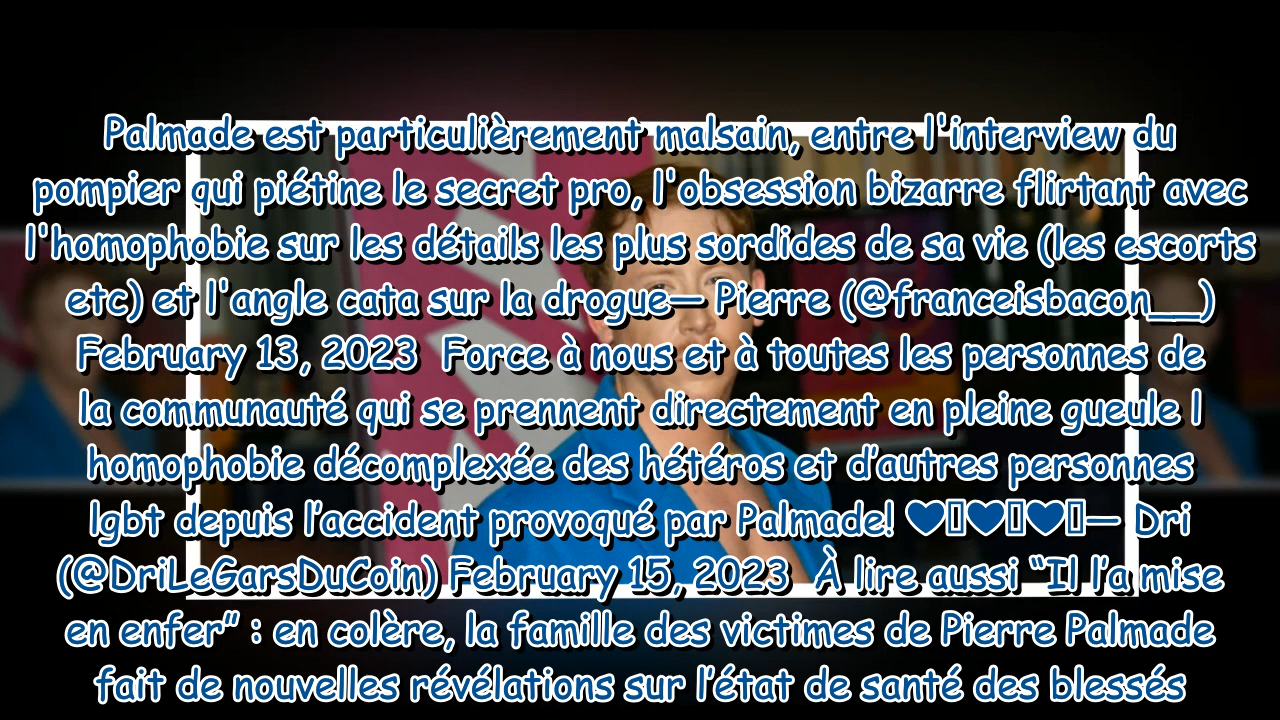 Palmade est particulièrement malsain, entre l'interview du
pompier qui piétine le secret pro, l'obsession bizarre flirtant avec
l'homophobie sur les détails les plus sordides de sa vie (les escorts
etc) et l'angle cata sur la drogue— Pierre (@franceisbacon__)
February 13, 2023 Force à nous et à toutes les personnes de
la communauté qui se prennent directement en pleine gueule l
homophobie décomplexée des hétéros et d’autres personnes
lgbt depuis l’accident provoqué par Palmade! ♥▯♥▯♥▯— Dri
(@DriLeGarsDuCoin) February 15, 2023 À lire aussi “Il l’a mise
en enfer” : en colère, la famille des victimes de Pierre Palmade
fait de nouvelles révélations sur l’état de santé des blessés